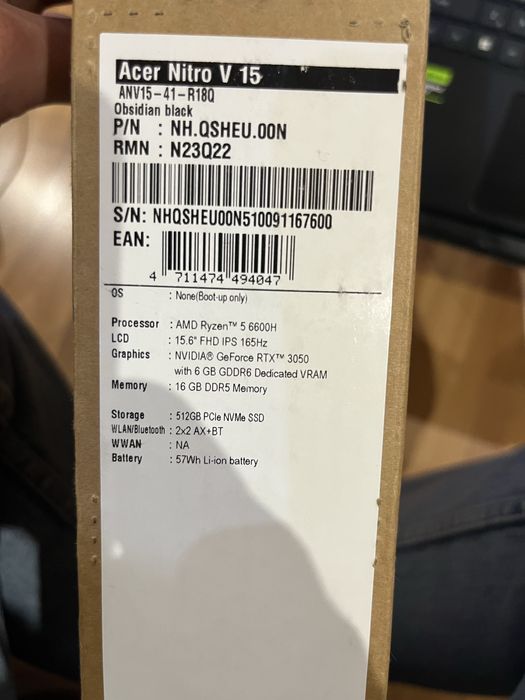 Acer Nitro V 15
ANV15-41-R18Q
Obsidian black
P/N : NH.QSHEU.00N
RMN : N23Q22
S/N: NHQSHEU00N510091167600
EAN:
4 711474 494047
OS : None(Boot-up only)
Processor : AMD Ryzen™ 5 6600H
LCD : 15.6" FHD IPS 165Hz
Graphics : NVIDIA® GeForce RTX™ 3050
with 6 GB GDDR6 Dedicated VRAM
Memory : 16 GB DDR5 Memory
Storage : 512GB PCIe NVMe SSD
WLAN/Bluetooth : 2x2 AX+BT
WWAN : NA
Battery : 57Wh Li-ion battery